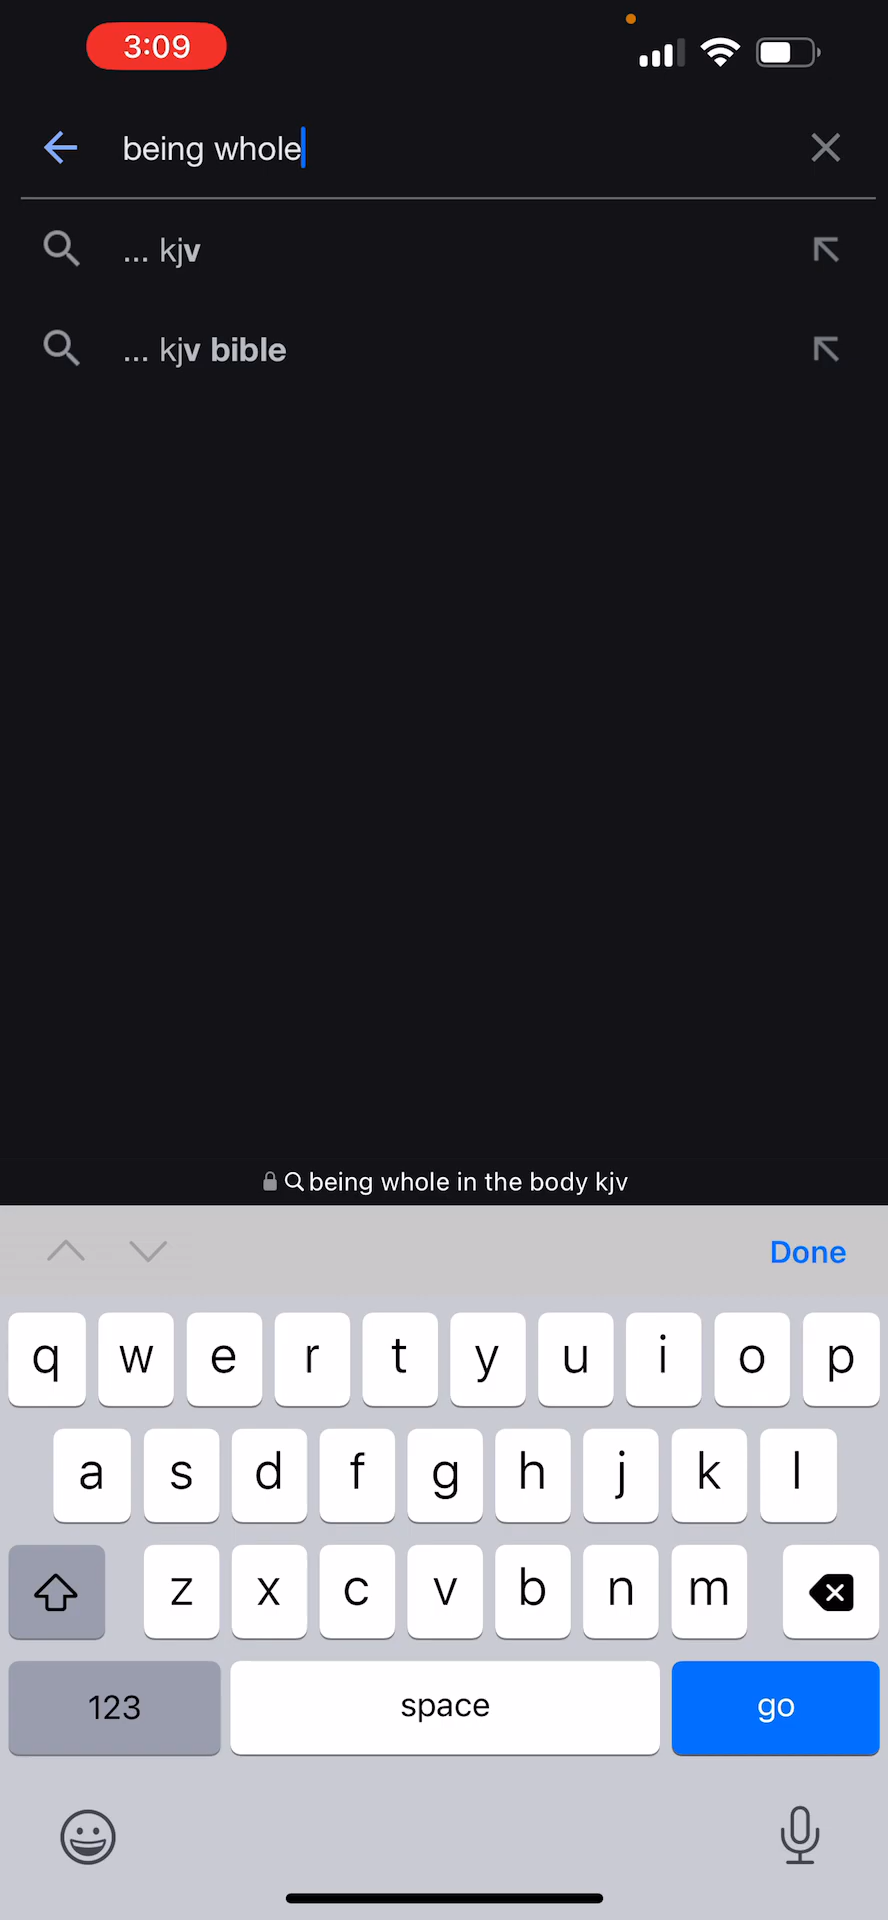 3:09
being whole
... kjv
... kjv bible
being whole in the body kjv
Done
q w e r t y u i o p
a s d f g h j k l
z x c v b n m
123 space go